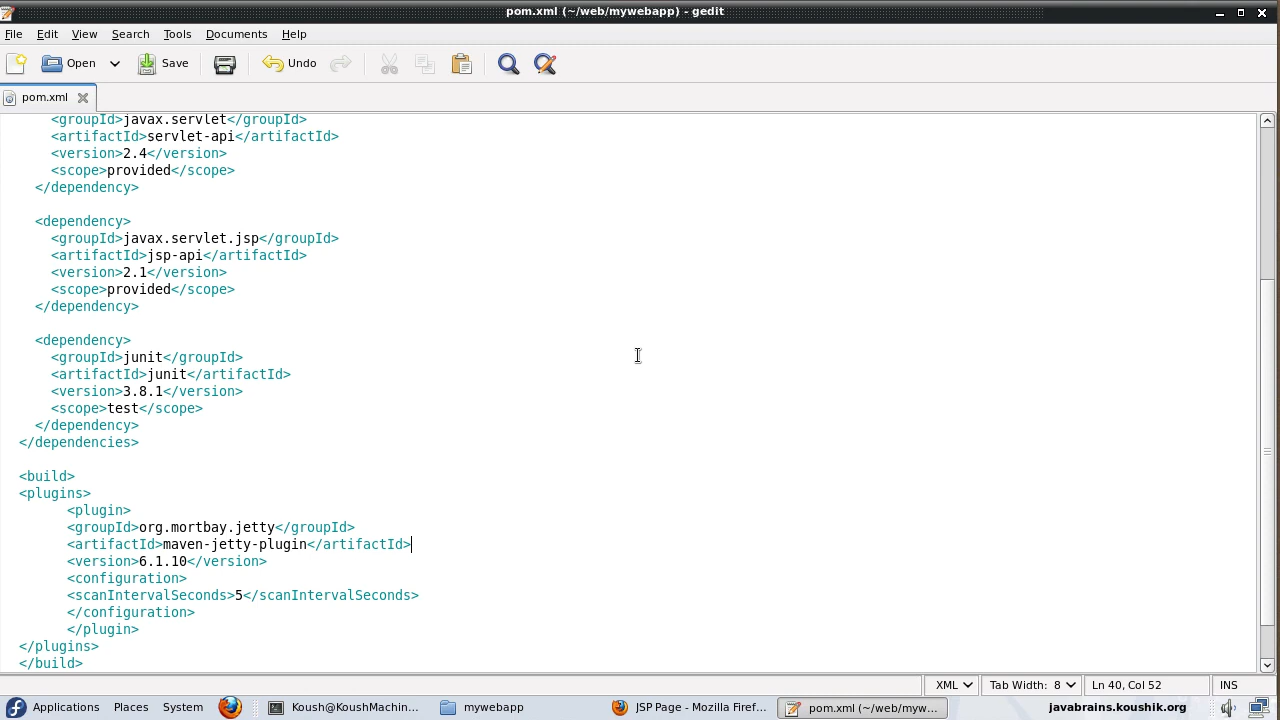 pom.xml (~/web/mywebapp) - gedit
File Edit View Search Tools Documents Help
Open Save Undo
pom.xml
<groupId>javax.servlet</groupId>
<artifactId>servlet-api</artifactId>
<version>2.4</version>
<scope>provided</scope>
</dependency>
<dependency>
<groupId>javax.servlet.jsp</groupId>
<artifactId>jsp-api</artifactId>
<version>2.1</version>
<scope>provided</scope>
</dependency>
<dependency>
<groupId>junit</groupId>
<artifactId>junit</artifactId>
<version>3.8.1</version>
<scope>test</scope>
</dependency>
</dependencies>
<build>
<plugins>
<plugin>
<groupId>org.mortbay.jetty</groupId>
<artifactId>maven-jetty-plugin</artifactId>
<version>6.1.10</version>
<configuration>
<scanIntervalSeconds>5</scanIntervalSeconds>
</configuration>
</plugin>
</plugins>
</build>
XML Tab Width: 8 Ln 40, Col 52 INS
Applications Places System Koush@KoushMachin... mywebapp JSP Page - Mozilla Firef... pom.xml (~/web/myw... javabrains.koushik.org